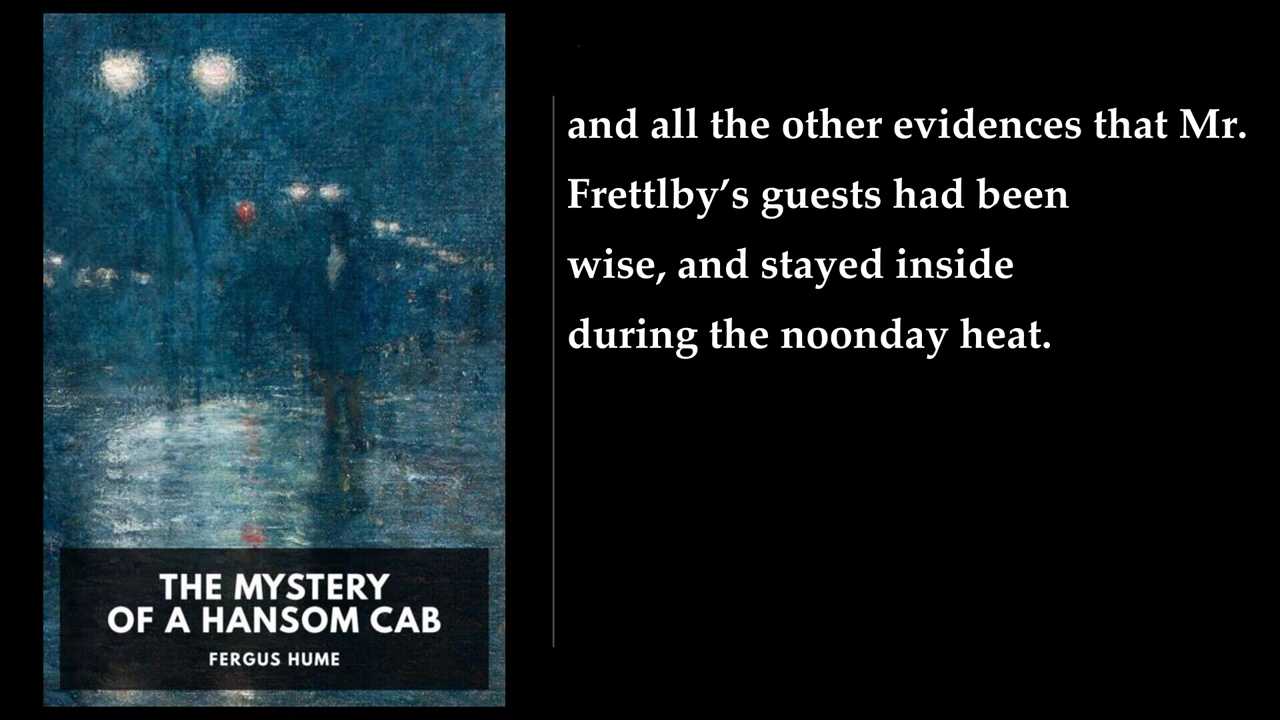 and all the other evidences that Mr.
Frettlby’s guests had been
wise, and stayed inside
during the noonday heat.
THE MYSTERY
OF A HANSOM CAB
FERGUS HUME